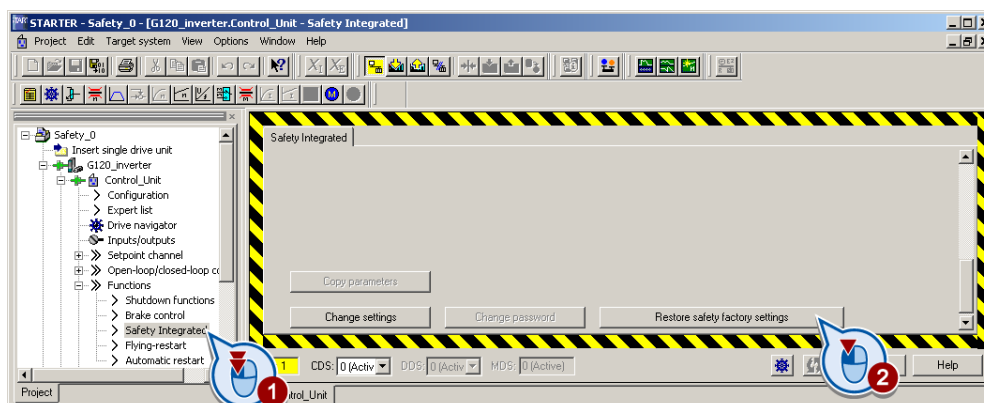 STARTER - Safety_0 - [G120_inverter.Control_Unit - Safety Integrated]
Project Edit Target system View Options Window Help
Safety_0
Insert single drive unit
G120_inverter
Control_Unit
Configuration
Expert list
Drive navigator
Inputs/outputs
Setpoint channel
Open-loop/closed-loop co
Functions
Shutdown functions
Brake control
Safety Integrated
Flying-restart
Automatic restart
Project
Safety Integrated
Copy parameters
Change settings Change password Restore safety factory settings
1 CDS: 0 (Activ DDS: 0 (Activ MDS: 0 (Active) Help
trol_Unit
1
2